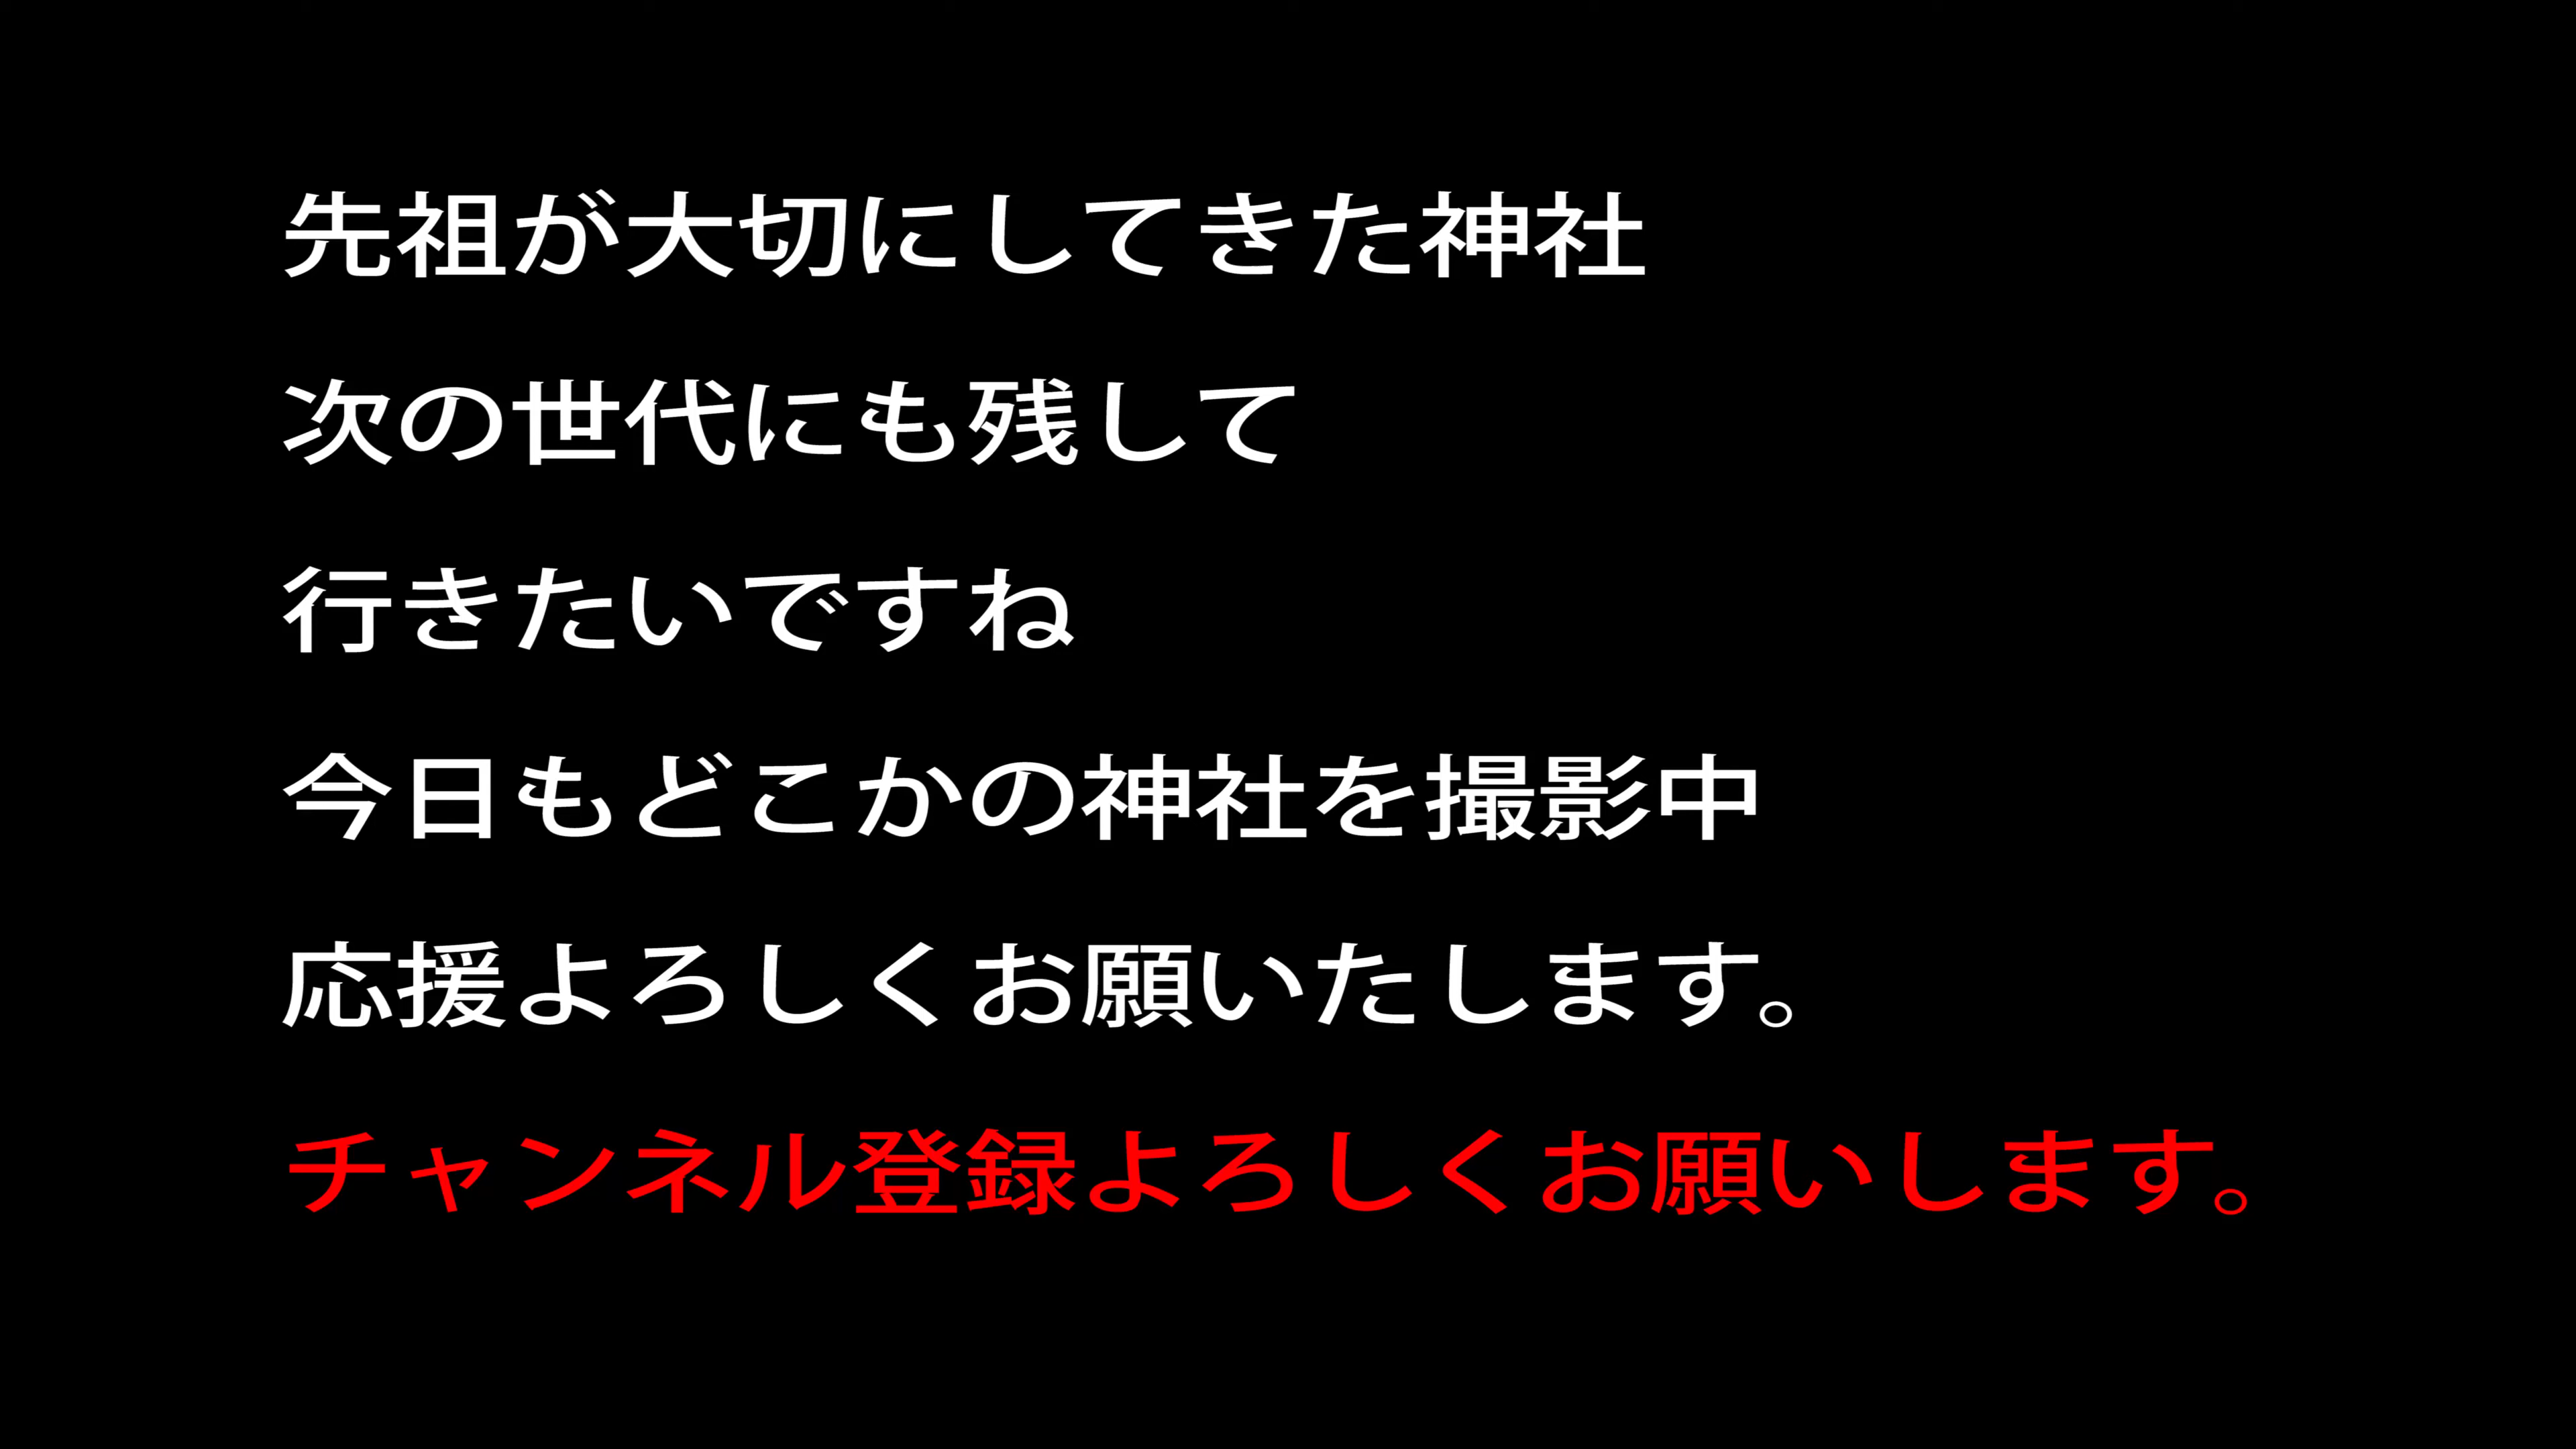 先祖が大切にしてきた神社
次の世代にも残して
行きたいですね
今日もどこかの神社を撮影中
応援よろしくお願いたします。
チャンネル登録よろしくお願いします。